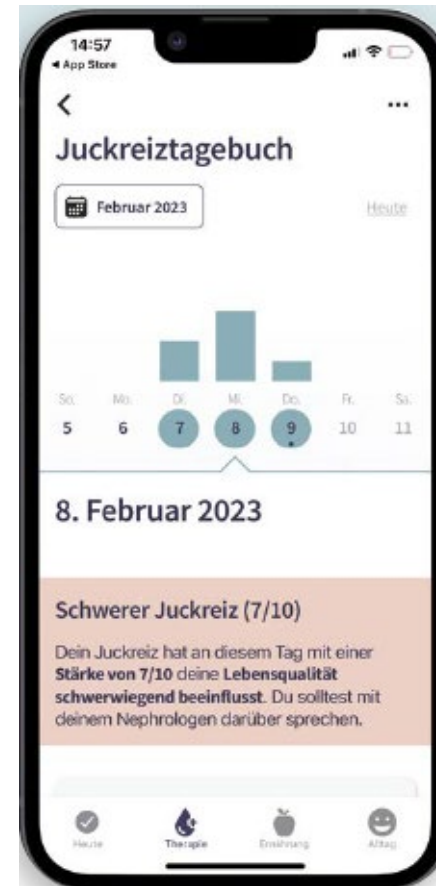 14:57
◀ App Store
Juckreiztagebuch
Februar 2023
Heute
So. Mo. Di. Mi. Do. Fr. Sa.
5 6 7 8 9 10 11
8. Februar 2023
Schwerer Juckreiz (7/10)
Dein Juckreiz hat an diesem Tag mit einer
Stärke von 7/10 deine Lebensqualität
schwerwiegend beeinflusst. Du solltest mit
deinem Nephrologen darüber sprechen.
Heute Therapie Ernährung Alltag